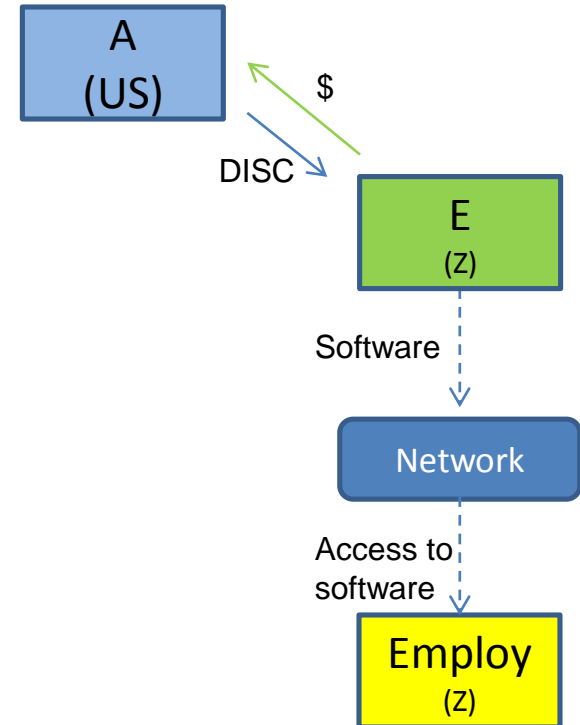 A
(US)
$
DISC
E
(Z)
Software
Network
Access to
software
Employ
(Z)